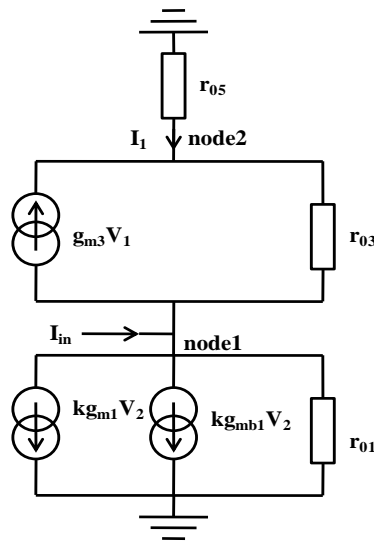 r05
I1 node2
gm3V1
r03
Iin
node1
kgm1V2
kgmb1V2
r01